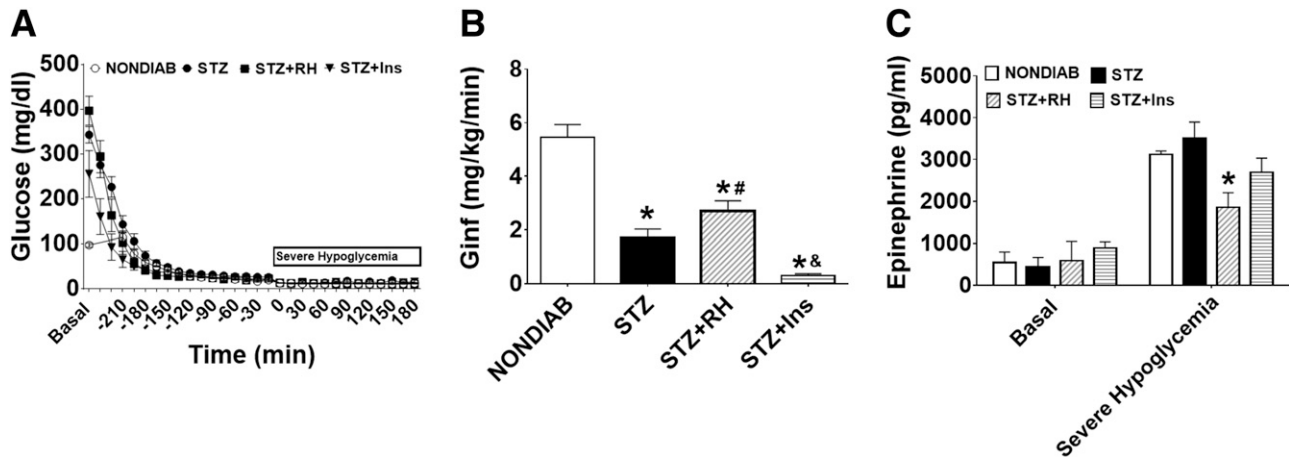 A
Glucose (mg/dl)
500
400
300
200
100
0
NONDIAB STZ STZ+RH STZ+Ins
Severe Hypoglycemia
Basal -210 -180 -150 -120 -90 -60 -30 0 30 60 90 120 150 180
Time (min)
B
Ginf (mg/kg/min)
8
6
4
2
0
*
*#
*&
NONDIAB STZ STZ+RH STZ+Ins
C
Epinephrine (pg/ml)
5000
4000
3000
2000
1000
0
NONDIAB STZ
STZ+RH STZ+Ins
*
Basal Severe Hypoglycemia